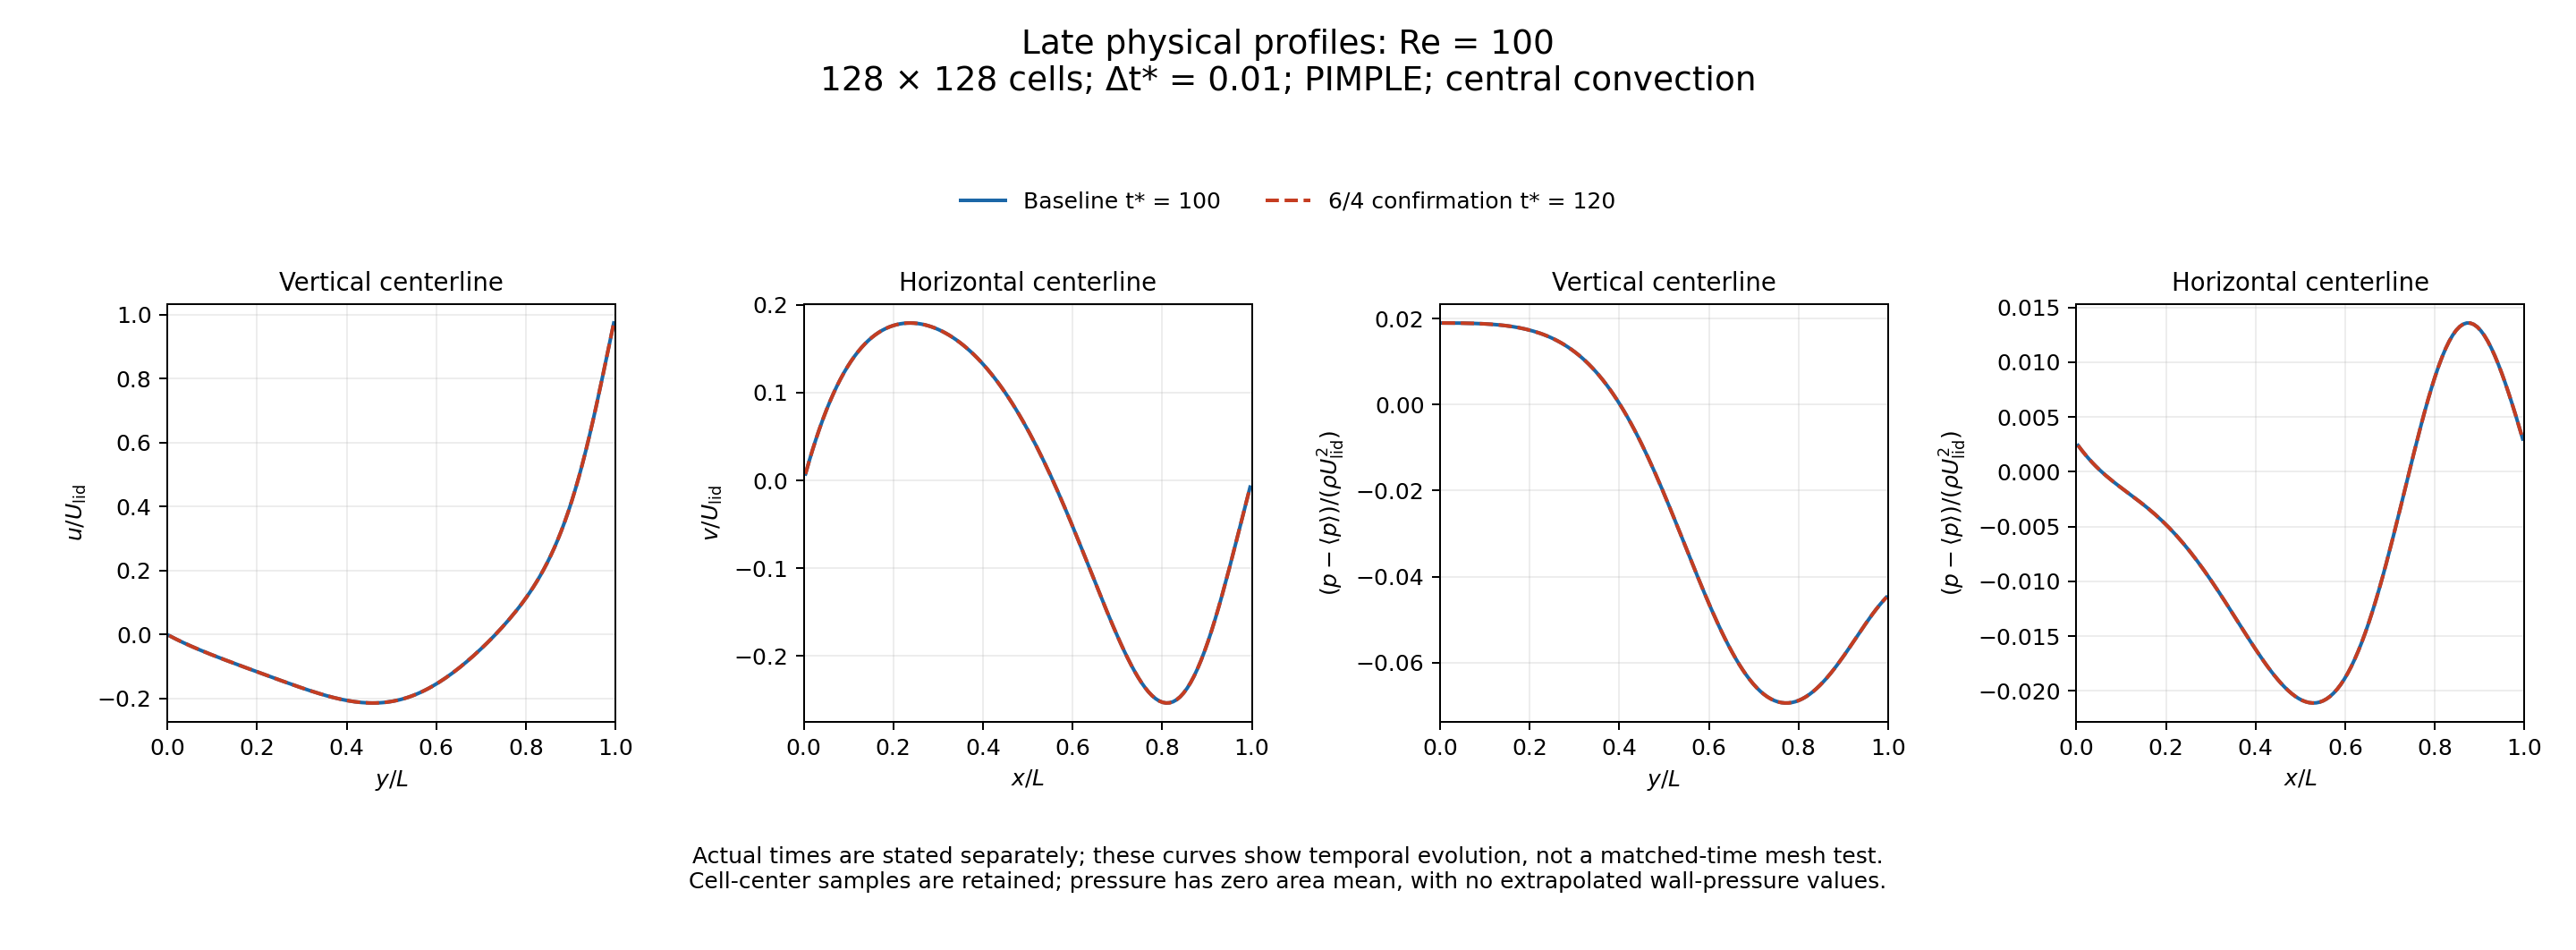 Late physical profiles: Re = 100
128 × 128 cells; Δt* = 0.01; PIMPLE; central convection
Baseline t* = 100
6/4 confirmation t* = 120
Vertical centerline
1.0
0.8
0.6
0.4
0.2
0.0
−0.2
u/U_lid
0.0 0.2 0.4 0.6 0.8 1.0
y/L
Horizontal centerline
0.2
0.1
0.0
−0.1
−0.2
v/U_lid
0.0 0.2 0.4 0.6 0.8 1.0
x/L
Vertical centerline
0.02
0.00
−0.02
−0.04
−0.06
(p − ⟨p⟩)/(ρU²_lid)
0.0 0.2 0.4 0.6 0.8 1.0
y/L
Horizontal centerline
0.015
0.010
0.005
0.000
−0.005
−0.010
−0.015
−0.020
(p − ⟨p⟩)/(ρU²_lid)
0.0 0.2 0.4 0.6 0.8 1.0
x/L
Actual times are stated separately; these curves show temporal evolution, not a matched-time mesh test.
Cell-center samples are retained; pressure has zero area mean, with no extrapolated wall-pressure values.